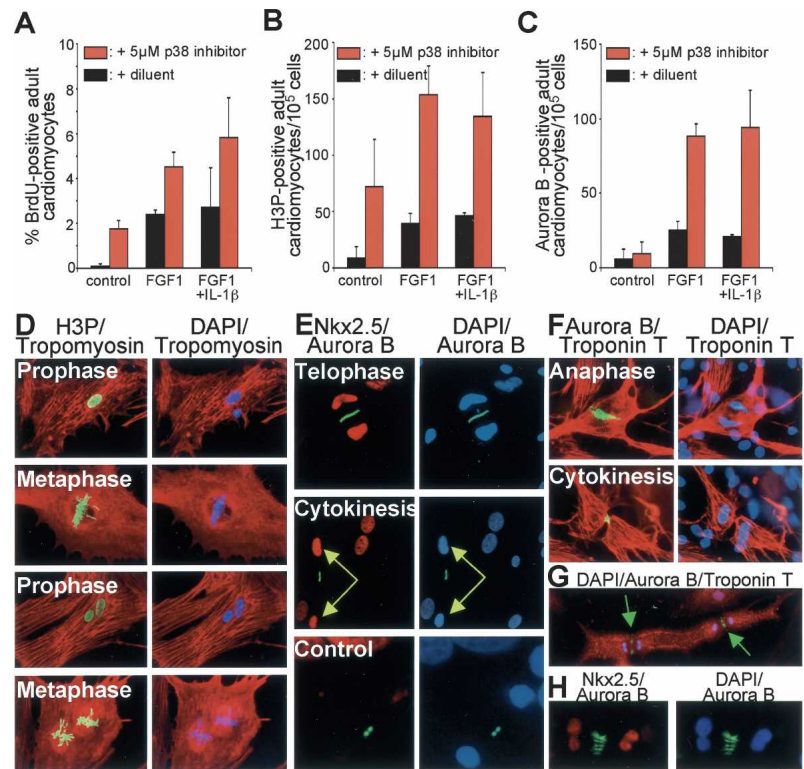 A
% BrdU-positive adult
cardiomyocytes
10
8
6
4
2
0
: + 5µM p38 inhibitor
: + diluent
control
FGF1
FGF1
+IL-1β
B
H3P-positive adult
cardiomyocytes/10⁵ cells
200
150
100
50
0
: + 5µM p38 inhibitor
: + diluent
control
FGF1
FGF1
+IL-1β
C
Aurora B -positive adult
cardiomyocytes/10⁵ cells
150
100
50
0
: + 5µM p38 inhibitor
: + diluent
control
FGF1
FGF1
+IL-1β
D
H3P/
Tropomyosin
DAPI/
Tropomyosin
Prophase
Metaphase
Prophase
Metaphase
E
Nkx2.5/
Aurora B
DAPI/
Aurora B
Telophase
Cytokinesis
Control
F
Aurora B/
Troponin T
DAPI/
Troponin T
Anaphase
Cytokinesis
G
DAPI/Aurora B/Troponin T
H
Nkx2.5/
Aurora B
DAPI/
Aurora B